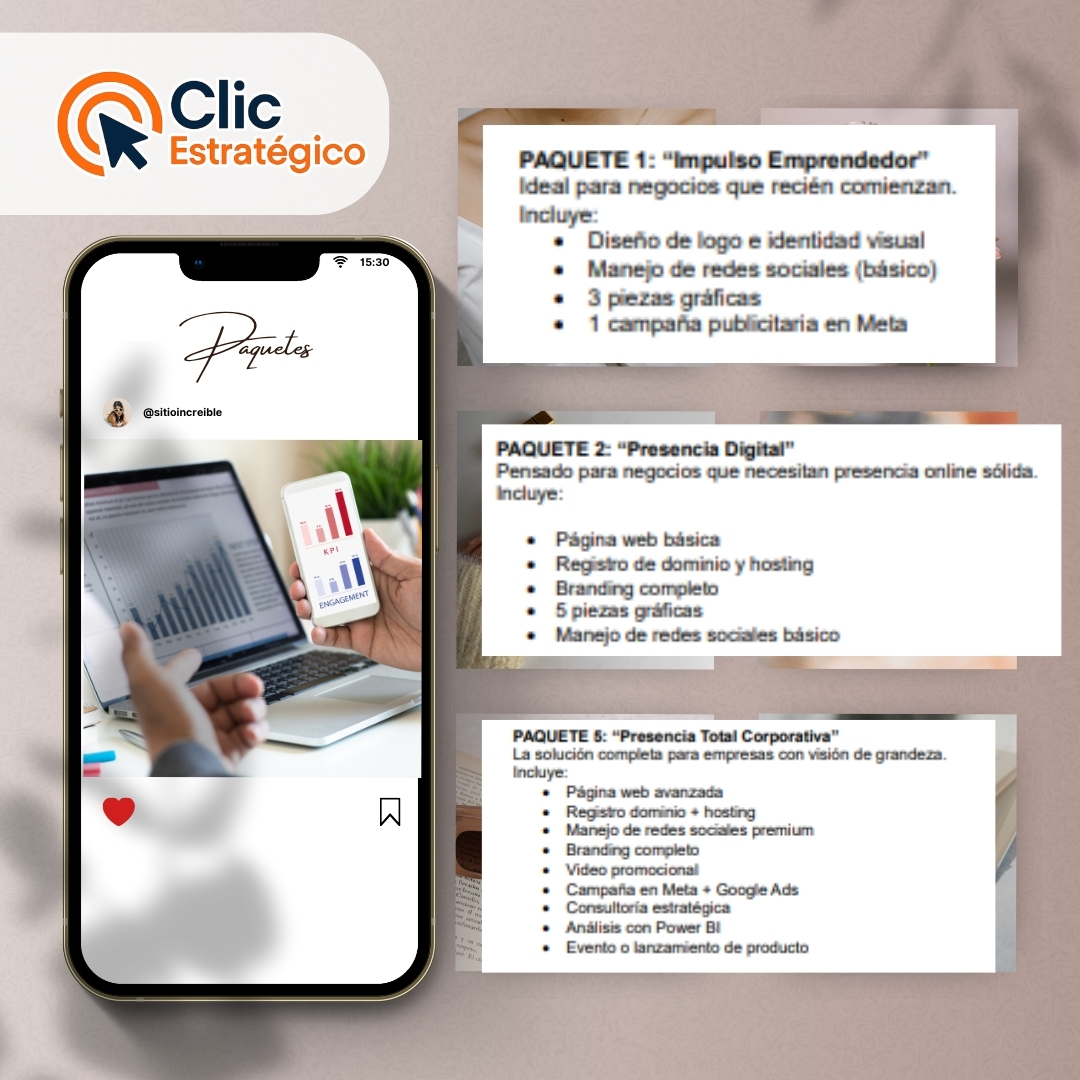 Clic
Estratégico
15:30
Paquetes
@sitioincreible
KPI
ENGAGEMENT
PAQUETE 1: “Impulso Emprendedor”
Ideal para negocios que recién comienzan.
Incluye:
• Diseño de logo e identidad visual
• Manejo de redes sociales (básico)
• 3 piezas gráficas
• 1 campaña publicitaria en Meta
PAQUETE 2: “Presencia Digital”
Pensado para negocios que necesitan presencia online sólida.
Incluye:
• Página web básica
• Registro de dominio y hosting
• Branding completo
• 5 piezas gráficas
• Manejo de redes sociales básico
PAQUETE 5: “Presencia Total Corporativa”
La solución completa para empresas con visión de grandeza.
Incluye:
• Página web avanzada
• Registro dominio + hosting
• Manejo de redes sociales premium
• Branding completo
• Video promocional
• Campaña en Meta + Google Ads
• Consultoría estratégica
• Análisis con Power BI
• Evento o lanzamiento de producto